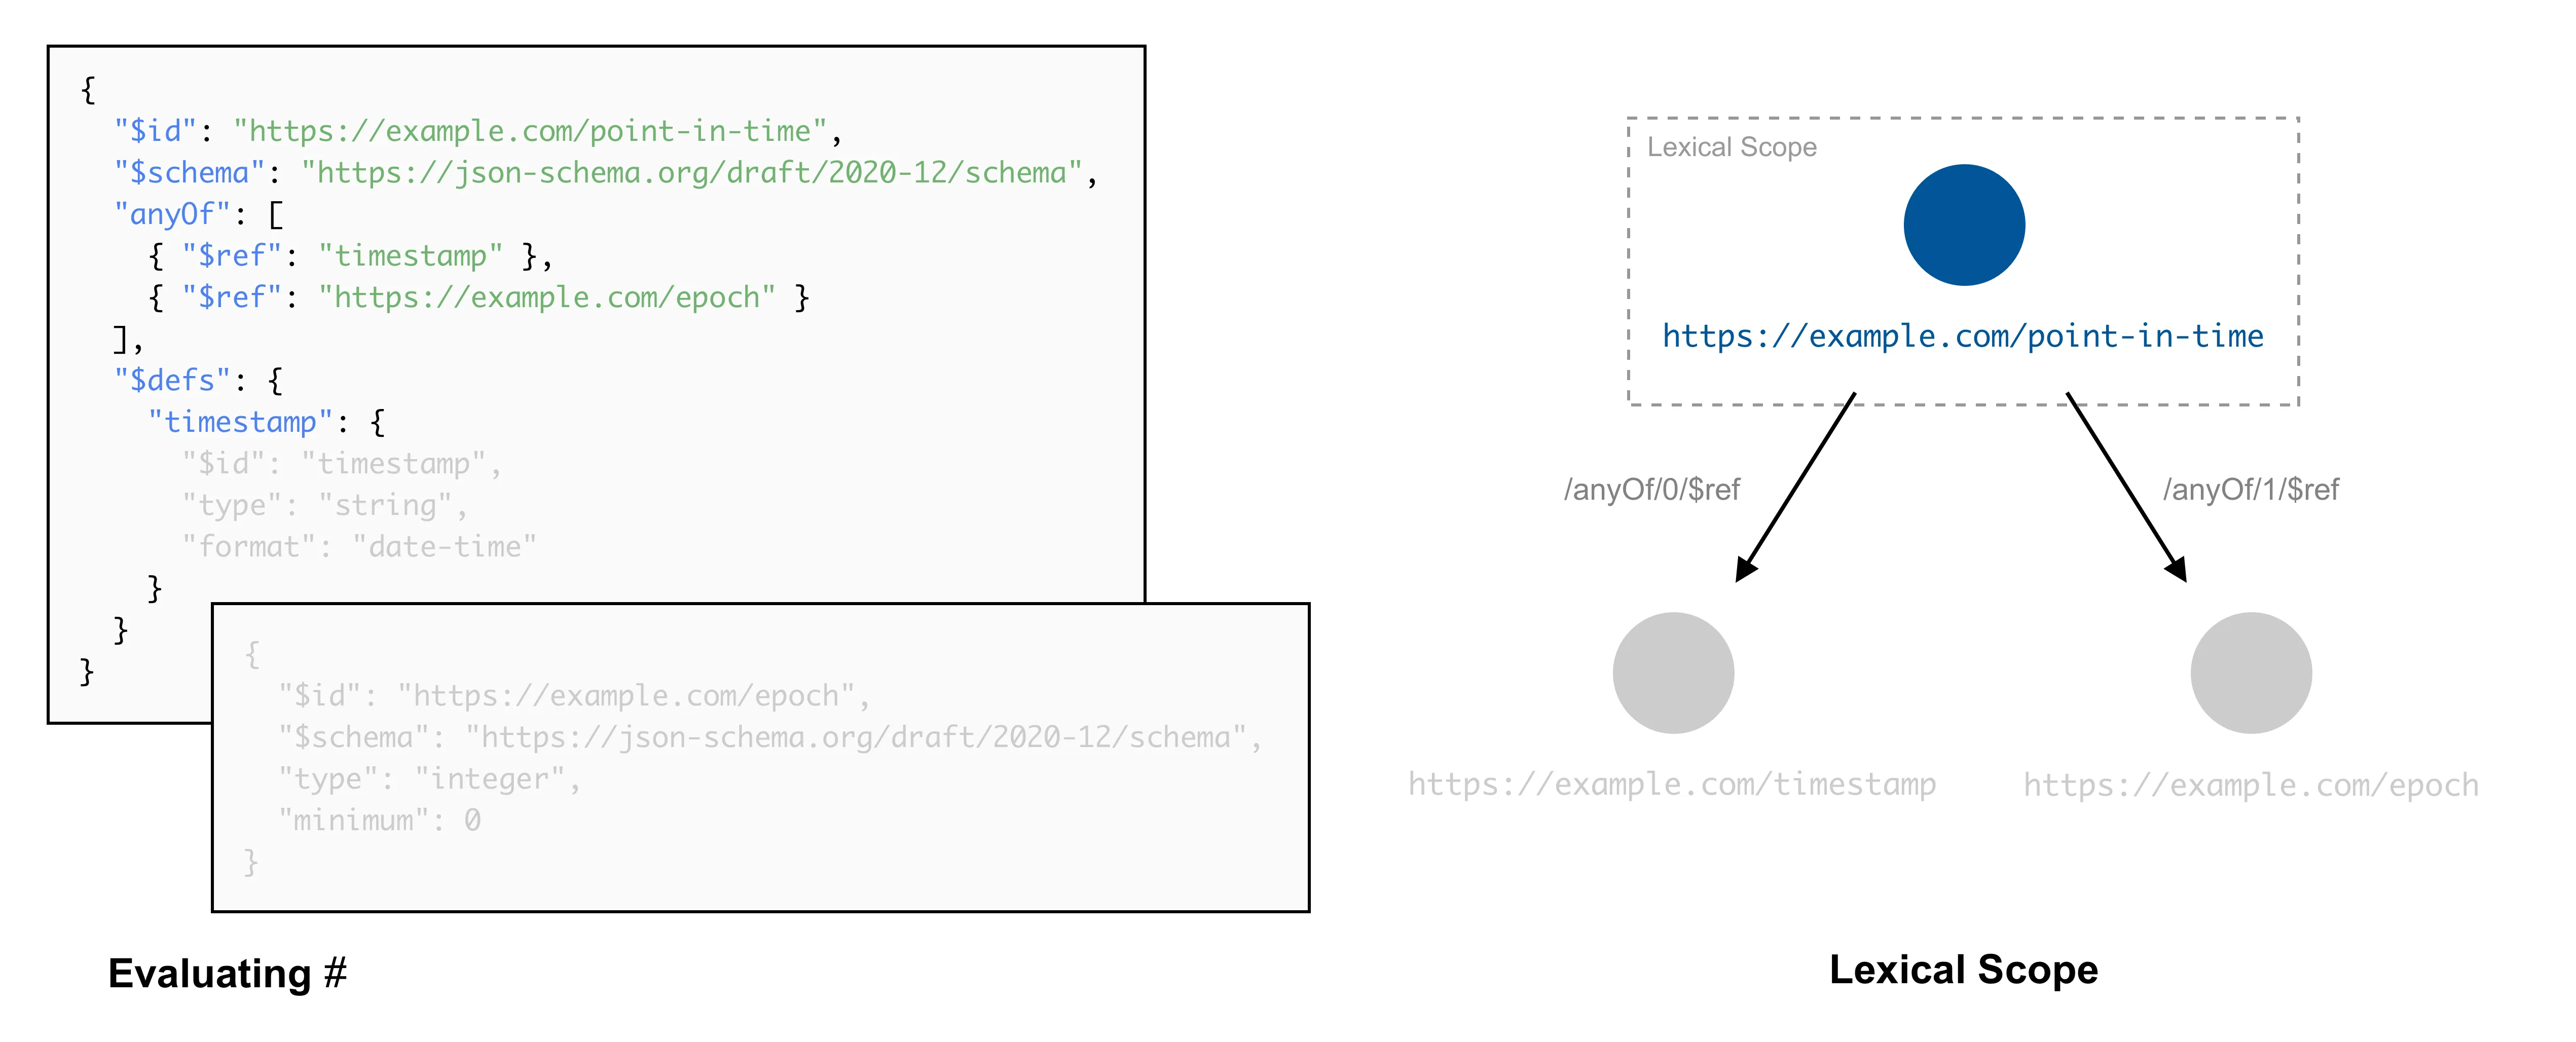 {
  "$id": "https://example.com/point-in-time",
  "$schema": "https://json-schema.org/draft/2020-12/schema",
  "anyOf": [
    { "$ref": "timestamp" },
    { "$ref": "https://example.com/epoch" }
  ],
  "$defs": {
    "timestamp": {
      "$id": "timestamp",
      "type": "string",
      "format": "date-time"
    }
  }
}
{
  "$id": "https://example.com/epoch",
  "$schema": "https://json-schema.org/draft/2020-12/schema",
  "type": "integer",
  "minimum": 0
}
Evaluating #
Lexical Scope
https://example.com/point-in-time
/anyOf/0/$ref
/anyOf/1/$ref
https://example.com/timestamp
https://example.com/epoch
Lexical Scope